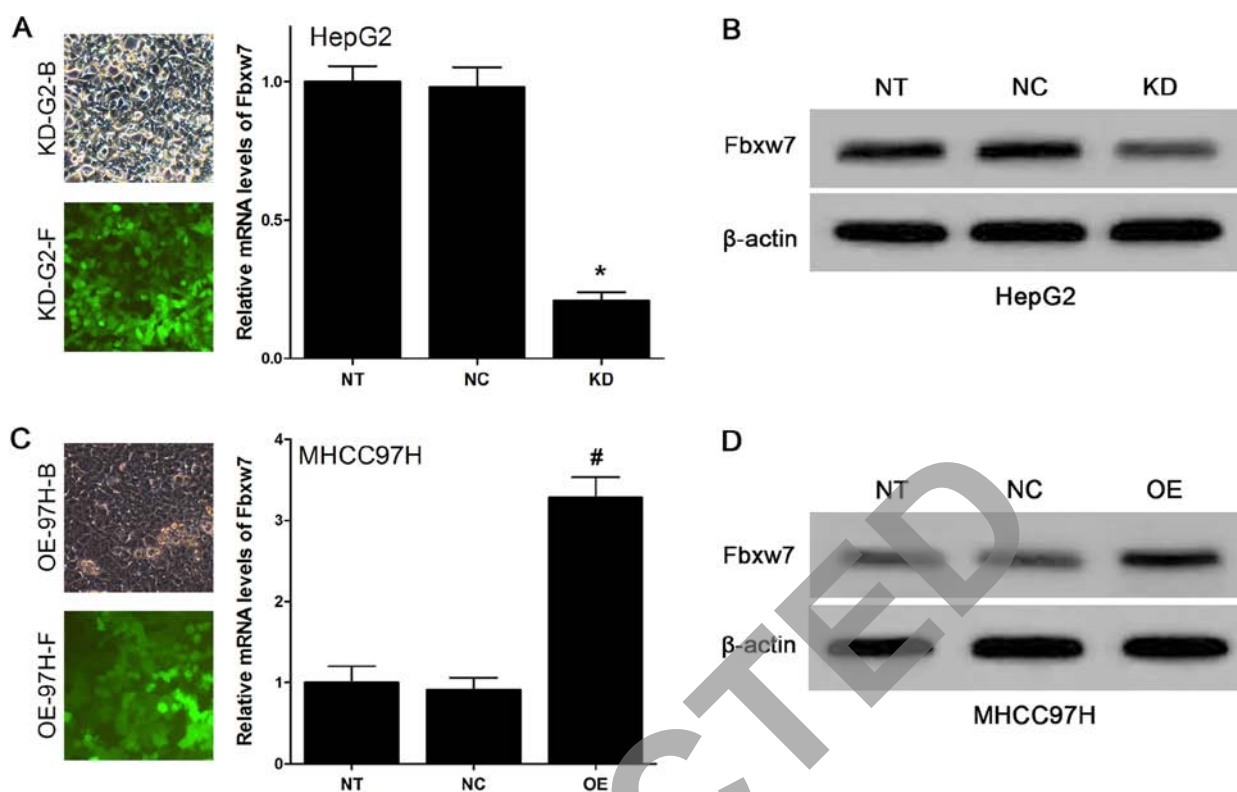 A
KD-G2-B
KD-G2-F
Relative mRNA levels of Fbxw7
HepG2
1.0
0.5
0.0
*
NT NC KD
B
NT NC KD
Fbxw7
β-actin
HepG2
C
OE-97H-B
OE-97H-F
Relative mRNA levels of Fbxw7
MHCC97H
4
3
2
1
0
#
NT NC OE
D
NT NC OE
Fbxw7
β-actin
MHCC97H
CTED